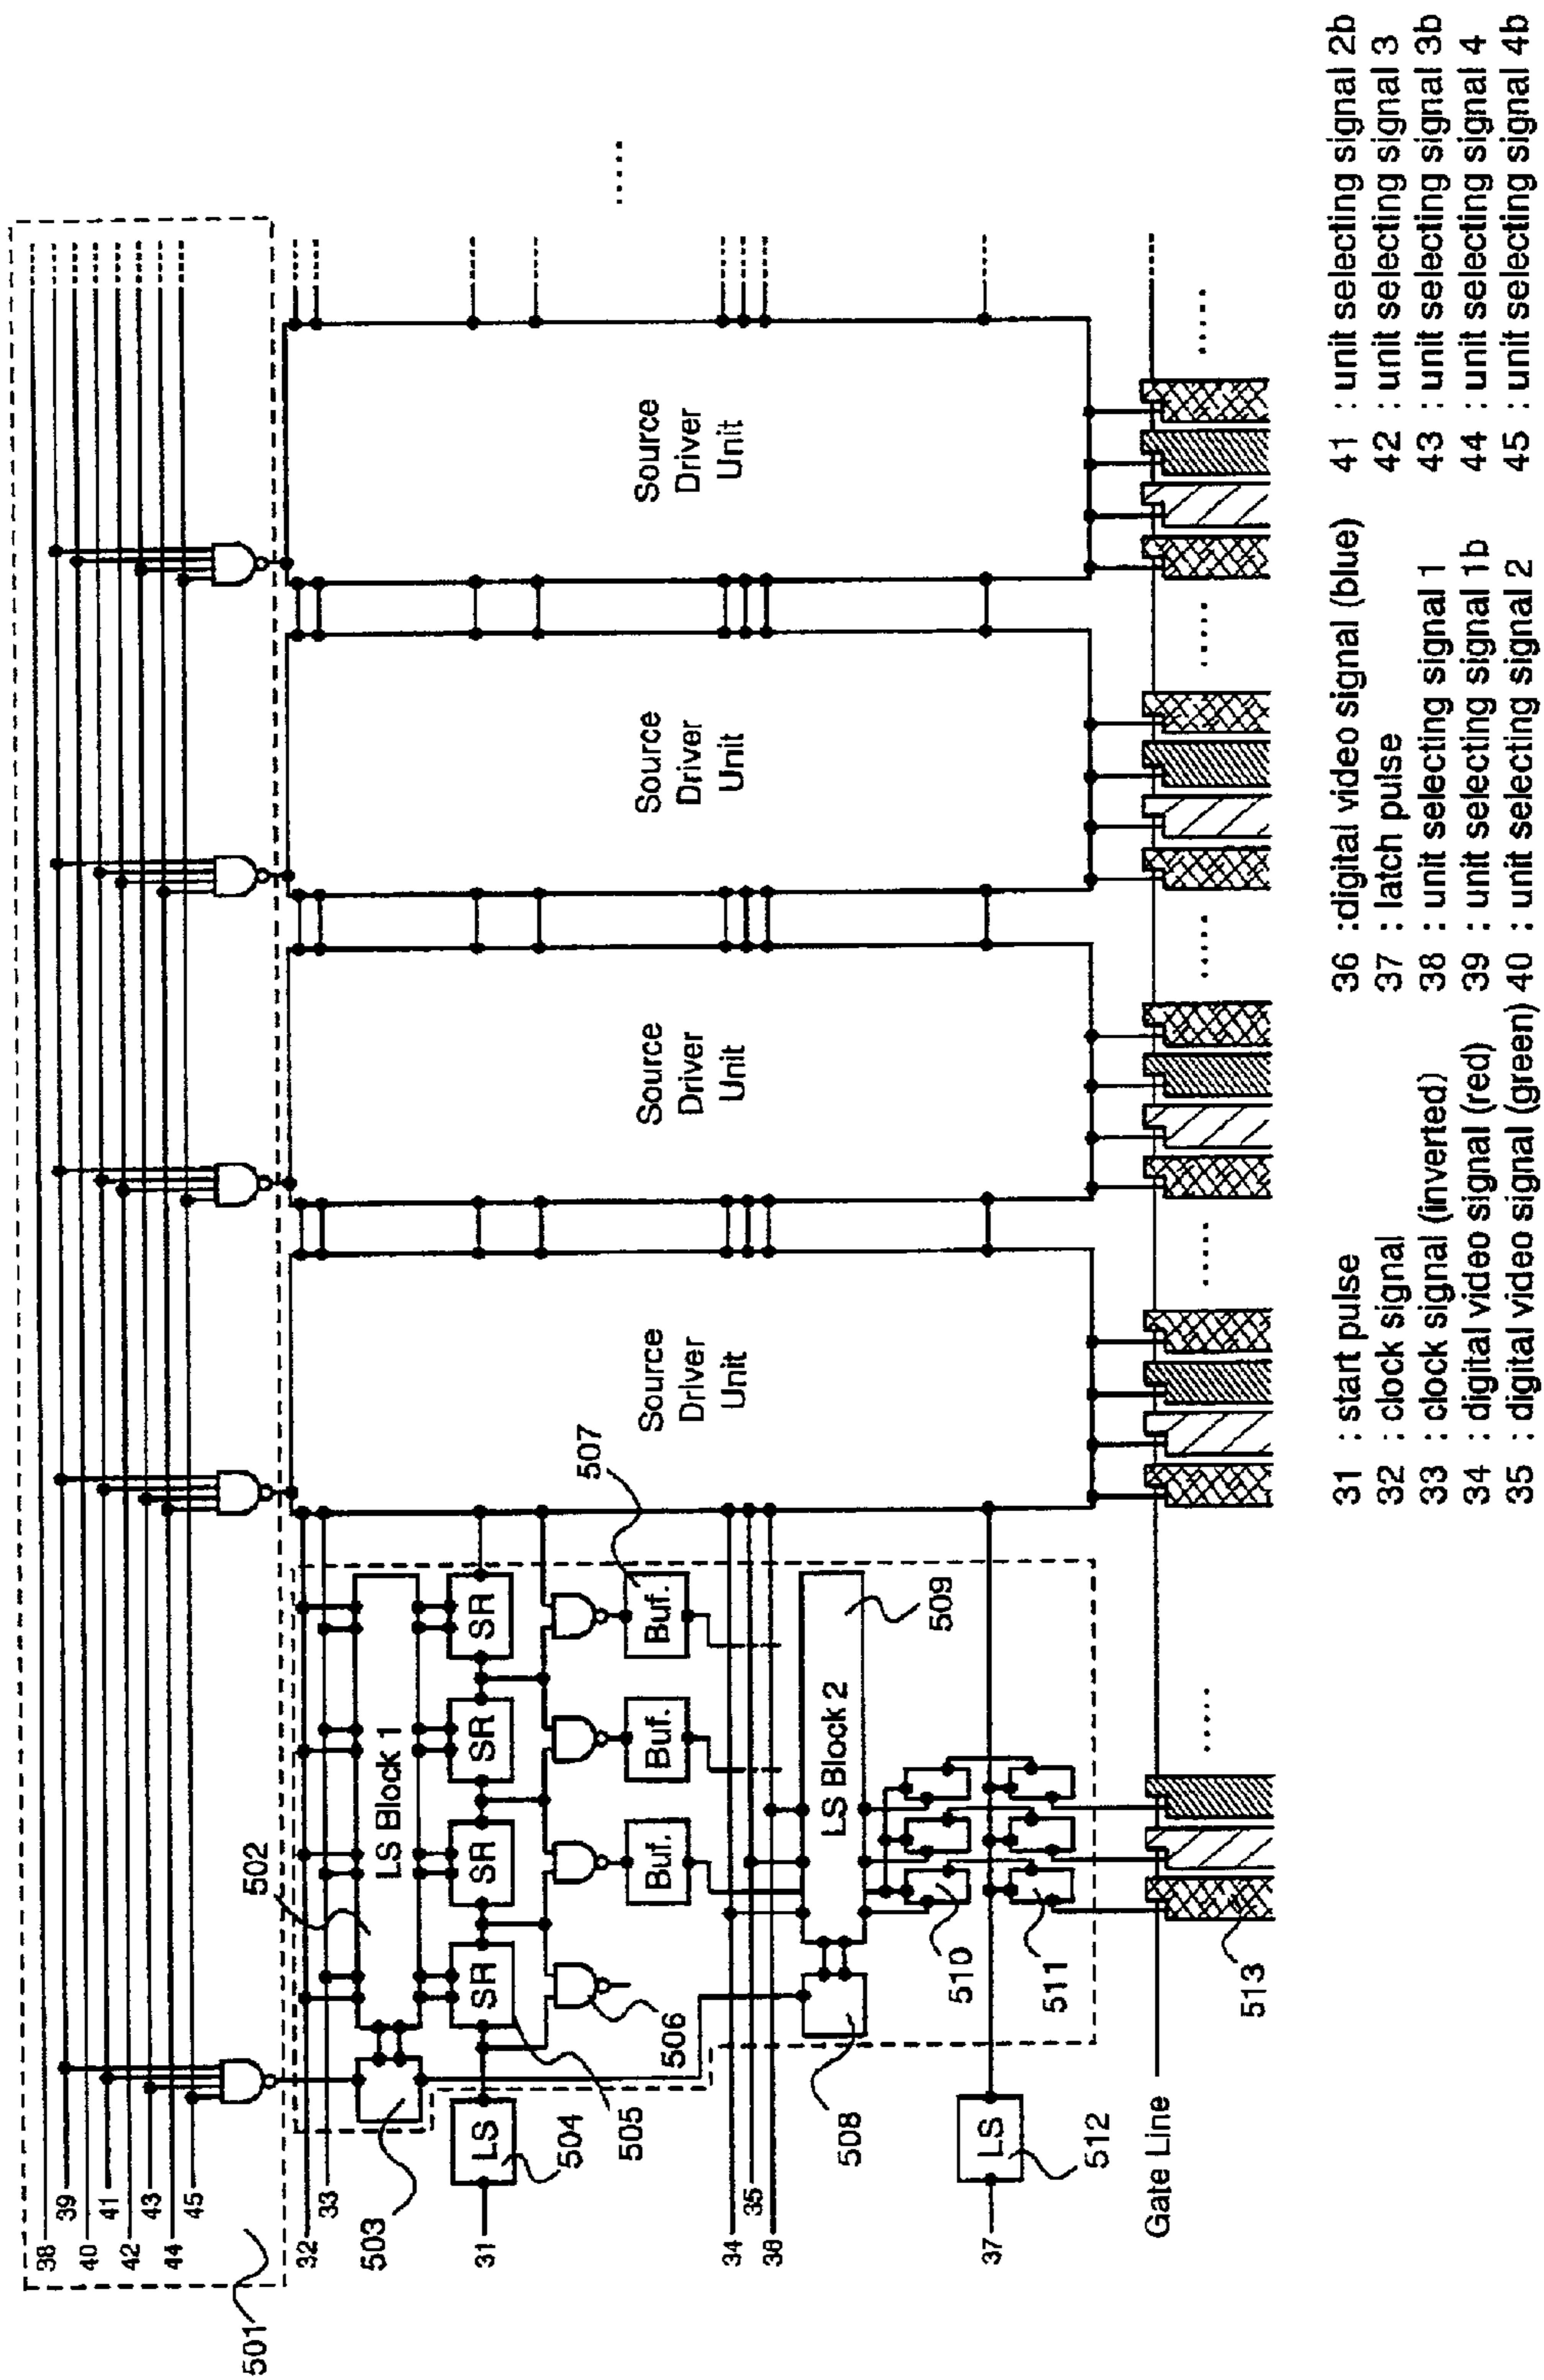 501
38
39
40
41
42
43
44
45
32
33
503
502
LS Block 1
31
LS
504
505
SR
SR
SR
SR
506
Buf.
Buf.
Buf.
507
34
35
36
508
LS Block 2
509
510
511
37
LS
512
Gate Line
513
Source
Driver
Unit
Source
Driver
Unit
Source
Driver
Unit
Source
Driver
Unit
.....
.....
.....
.....
.....
.....
31 : start pulse
32 : clock signal
33 : clock signal (inverted)
34 : digital video signal (red)
35 : digital video signal (green)
36 :digital video signal (blue)
37 : latch pulse
38 : unit selecting signal 1
39 : unit selecting signal 1b
40 : unit selecting signal 2
41 : unit selecting signal 2b
42 : unit selecting signal 3
43 : unit selecting signal 3b
44 : unit selecting signal 4
45 : unit selecting signal 4b